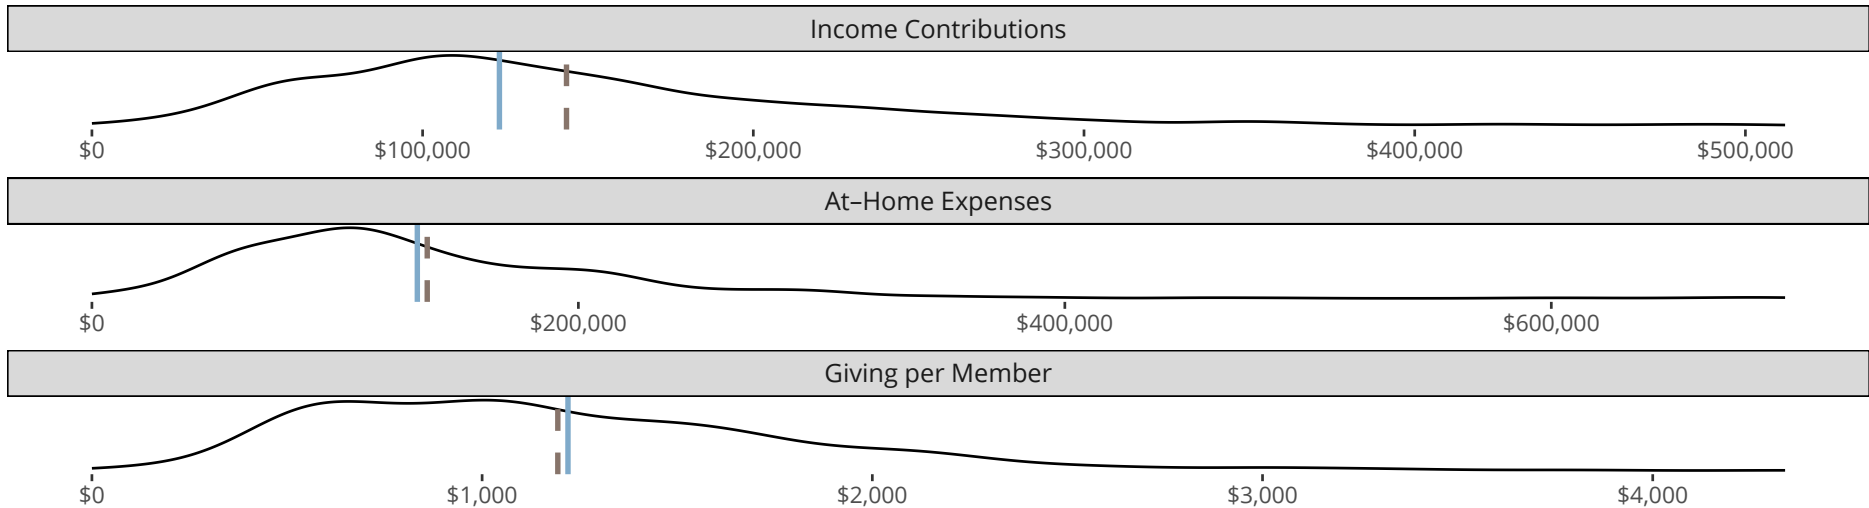 Income Contributions
$0 $100,000 $200,000 $300,000 $400,000 $500,000
At–Home Expenses
$0 $200,000 $400,000 $600,000
Giving per Member
$0 $1,000 $2,000 $3,000 $4,000